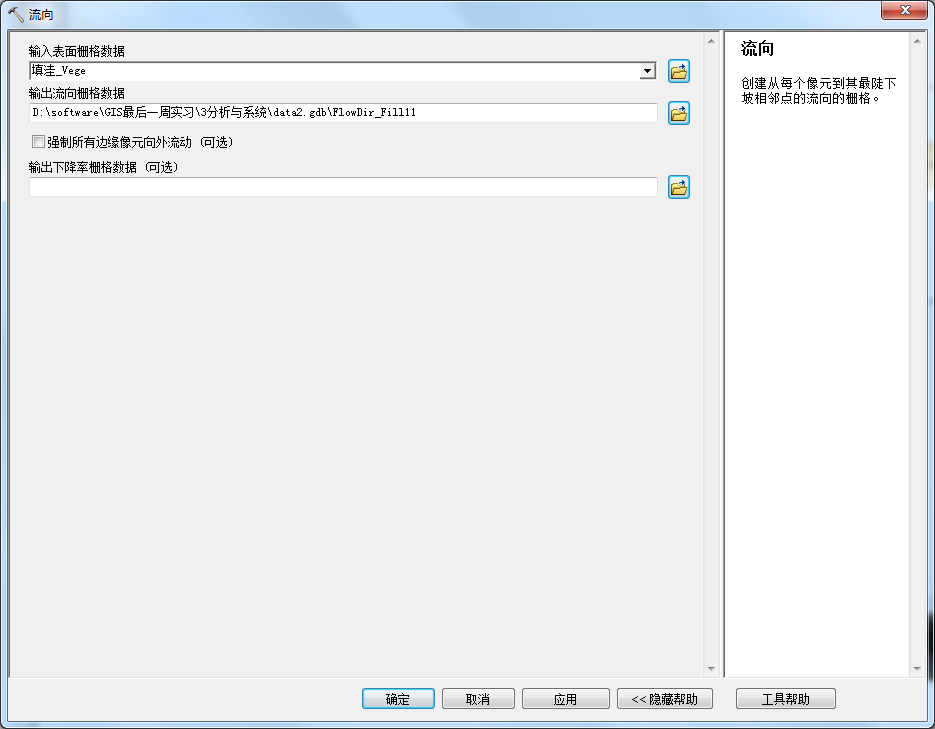 流向
输入表面栅格数据
填洼_Vege
输出流向栅格数据
D:\software\GIS最后一周实习\3分析与系统\data2.gdb\FlowDir_Fill11
强制所有边缘像元向外流动 (可选)
输出下降率栅格数据 (可选)
流向
创建从每个像元到其最陡下
坡相邻点的流向的栅格。
确定
取消
应用
<< 隐藏帮助
工具帮助